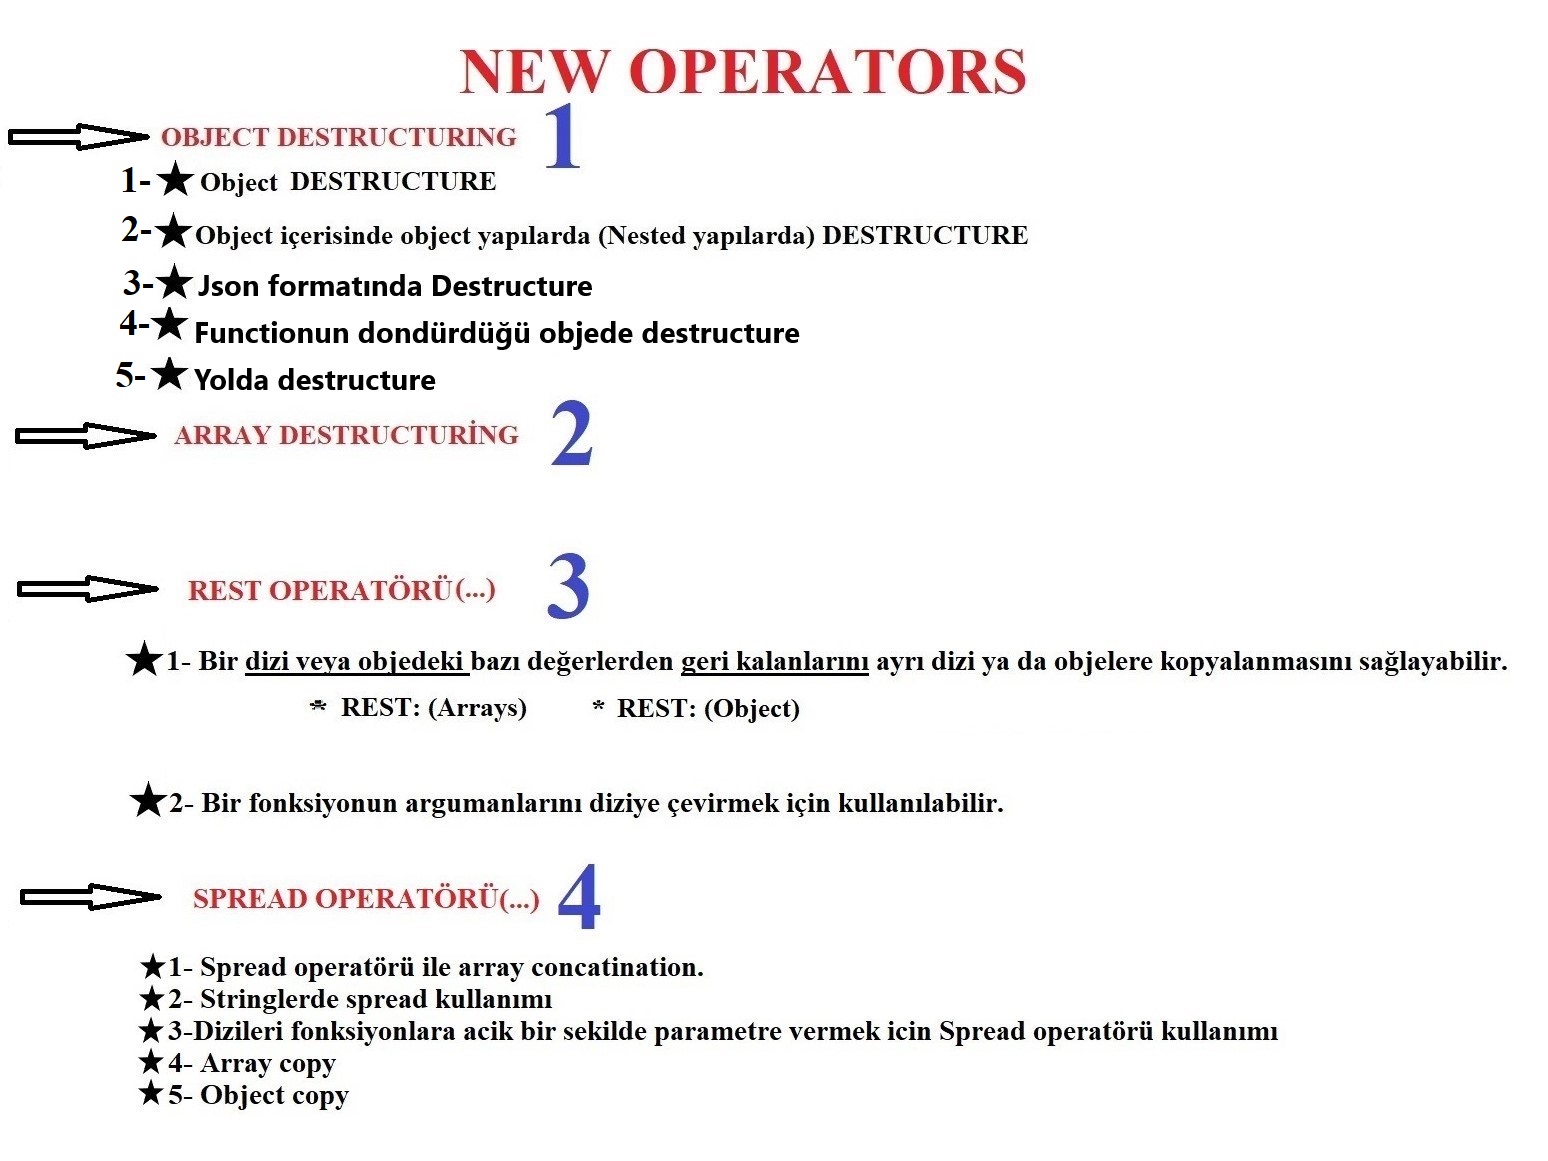 NEW OPERATORS
OBJECT DESTRUCTURING 1
1-★ Object DESTRUCTURE
2-★Object içerisinde object yapılarda (Nested yapılarda) DESTRUCTURE
3-★Json formatında Destructure
4-★Functionun dondürdüğü objede destructure
5-★Yolda destructure
ARRAY DESTRUCTURİNG 2
REST OPERATÖRÜ(...) 3
★1- Bir dizi veya objedeki bazı değerlerden geri kalanlarını ayrı dizi ya da objelere kopyalanmasını sağlayabilir.
* REST: (Arrays) * REST: (Object)
★2- Bir fonksiyonun argumanlarını diziye çevirmek için kullanılabilir.
SPREAD OPERATÖRÜ(...) 4
★1- Spread operatörü ile array concatination.
★2- Stringlerde spread kullanımı
★3-Dizileri fonksiyonlara acik bir sekilde parametre vermek icin Spread operatörü kullanımı
★4- Array copy
★5- Object copy